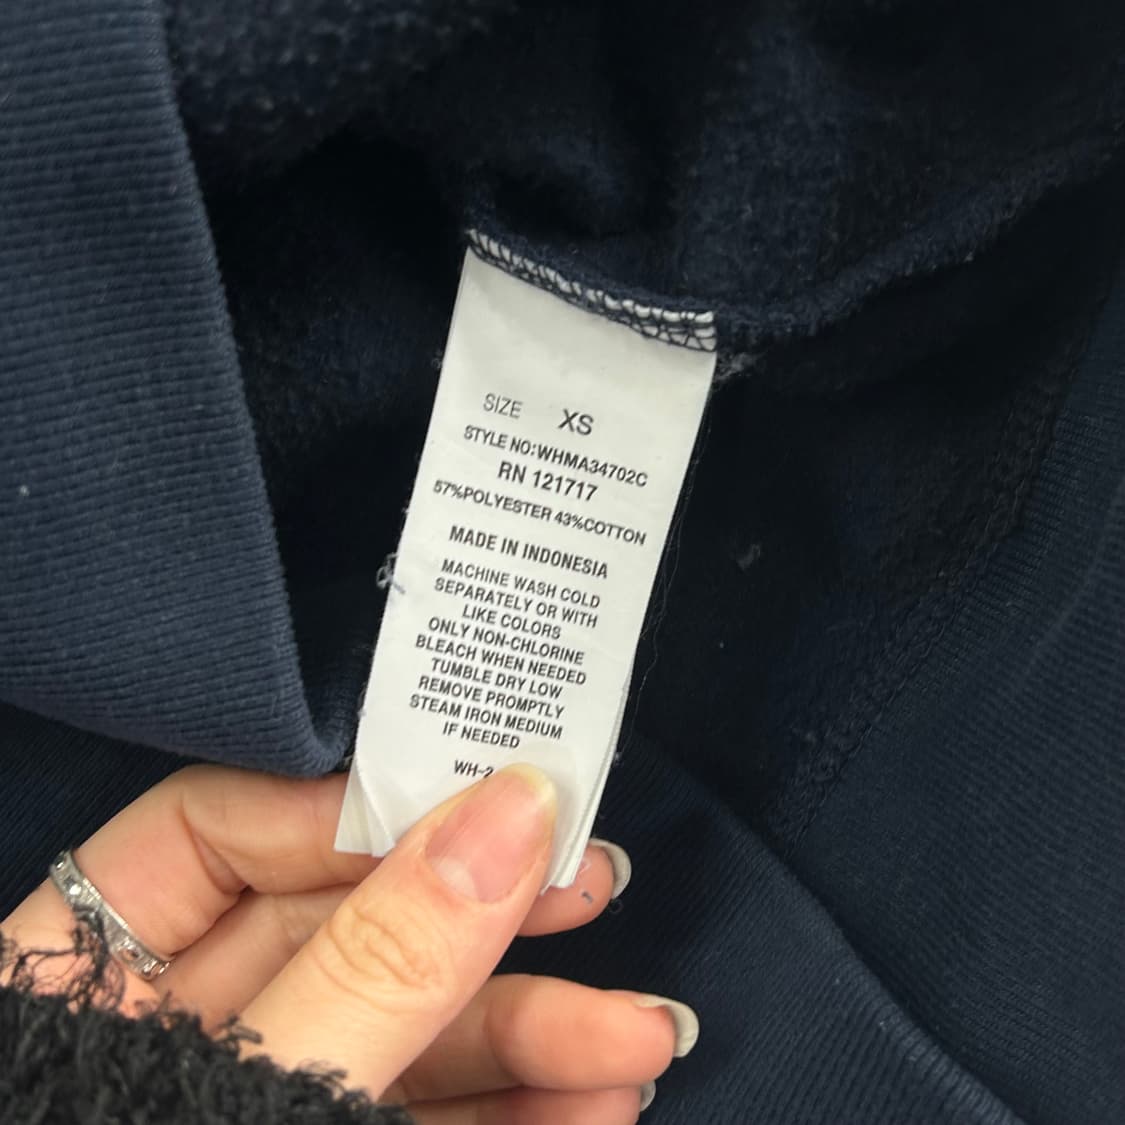 SIZE XS
STYLE NO:WHMA34702C
RN 121717
57%POLYESTER 43%COTTON
MADE IN INDONESIA
MACHINE WASH COLD
SEPARATELY OR WITH
LIKE COLORS
ONLY NON-CHLORINE
BLEACH WHEN NEEDED
TUMBLE DRY LOW
REMOVE PROMPTLY
STEAM IRON MEDIUM
IF NEEDED
WH-2